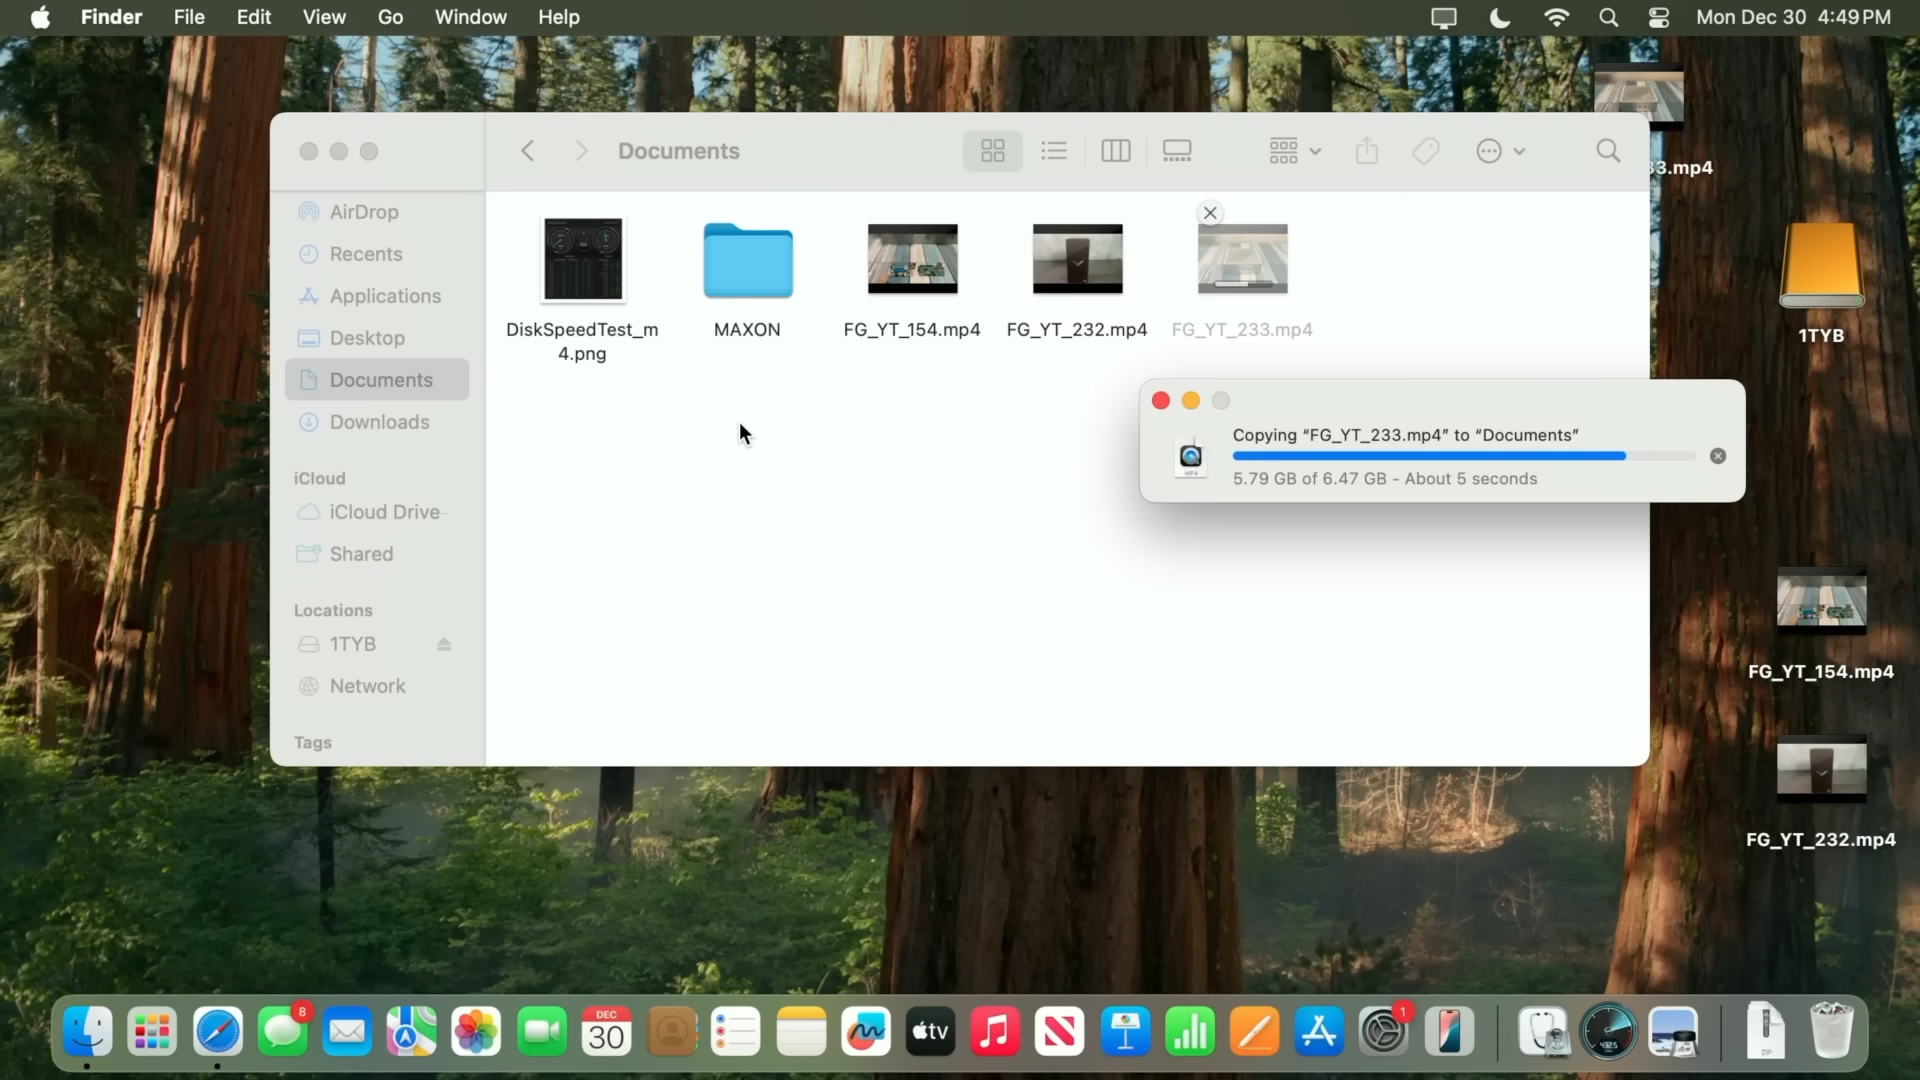 Finder File Edit View Go Window Help Mon Dec 30 4:49 PM
Documents
33.mp4
AirDrop
Recents
Applications
Desktop
Documents
Downloads
iCloud
iCloud Drive
Shared
Locations
1TYB
Network
Tags
DiskSpeedTest_m
4.png
MAXON
FG_YT_154.mp4
FG_YT_232.mp4
FG_YT_233.mp4
Copying “FG_YT_233.mp4” to “Documents”
5.79 GB of 6.47 GB - About 5 seconds
MP4
1TYB
FG_YT_154.mp4
FG_YT_232.mp4
8
DEC
30
tv
1
ZIP